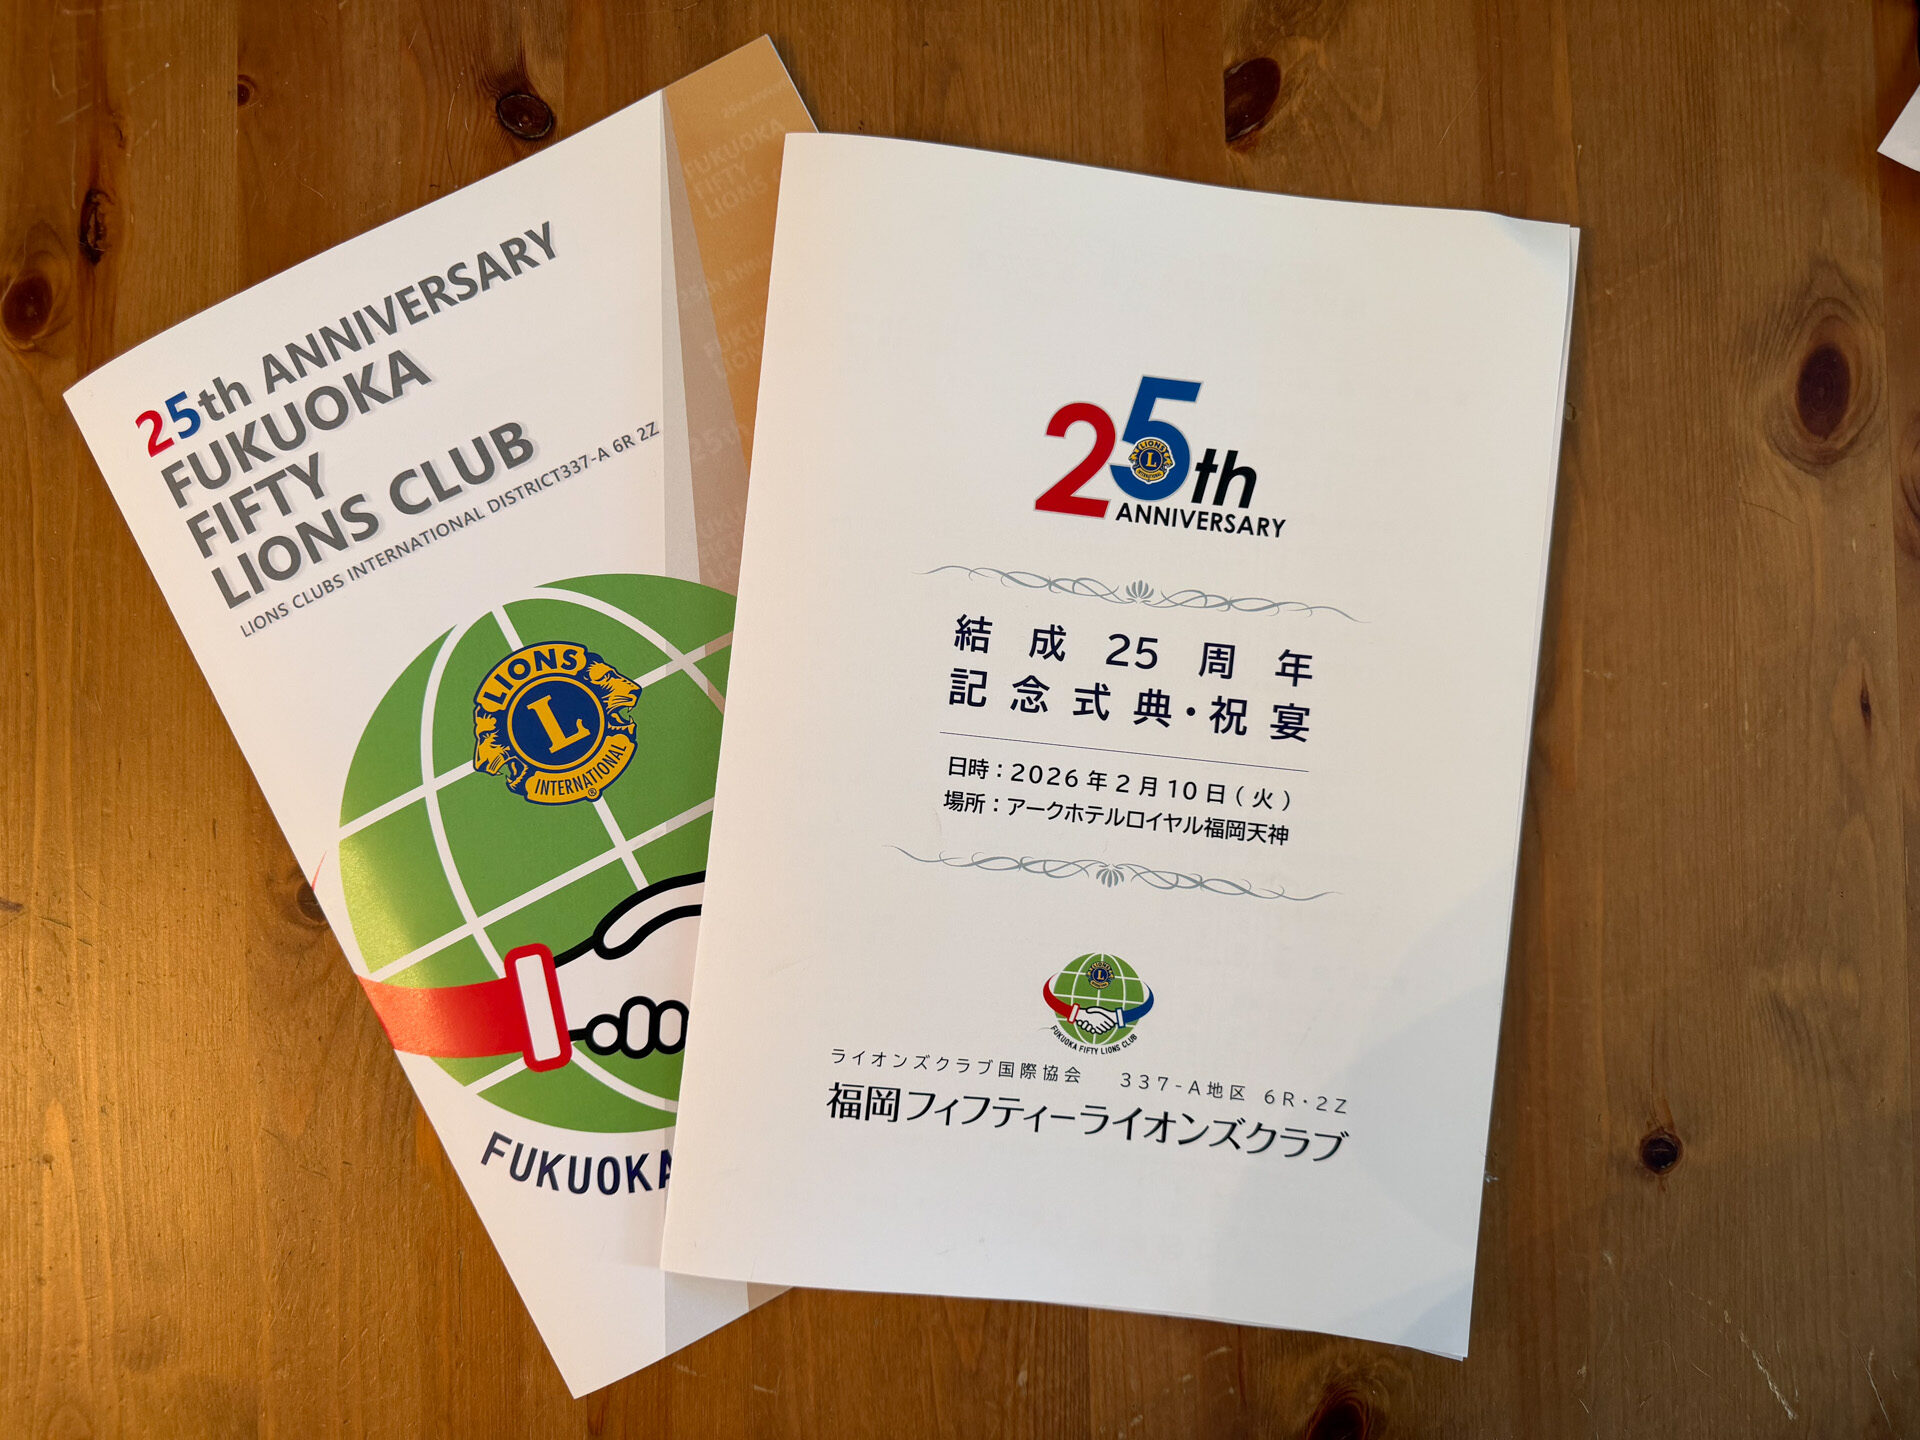 25th ANNIVERSARY
FUKUOKA
FIFTY
LIONS CLUB
LIONS CLUBS INTERNATIONAL DISTRICT337-A 6R 2Z
LIONS
L
INTERNATIONAL
®
FUKUOKA
FUKUOKA
FIFTY
LIONS
25th
ANNIVERSARY
LIONS
L
結成25周年
記念式典・祝宴
日時：2026年2月10日(火)
場所：アークホテルロイヤル福岡天神
L
FUKUOKA FIFTY LIONS CLUB
ライオンズクラブ国際協会 337-A地区 6R・2Z
福岡フィフティーライオンズクラブ